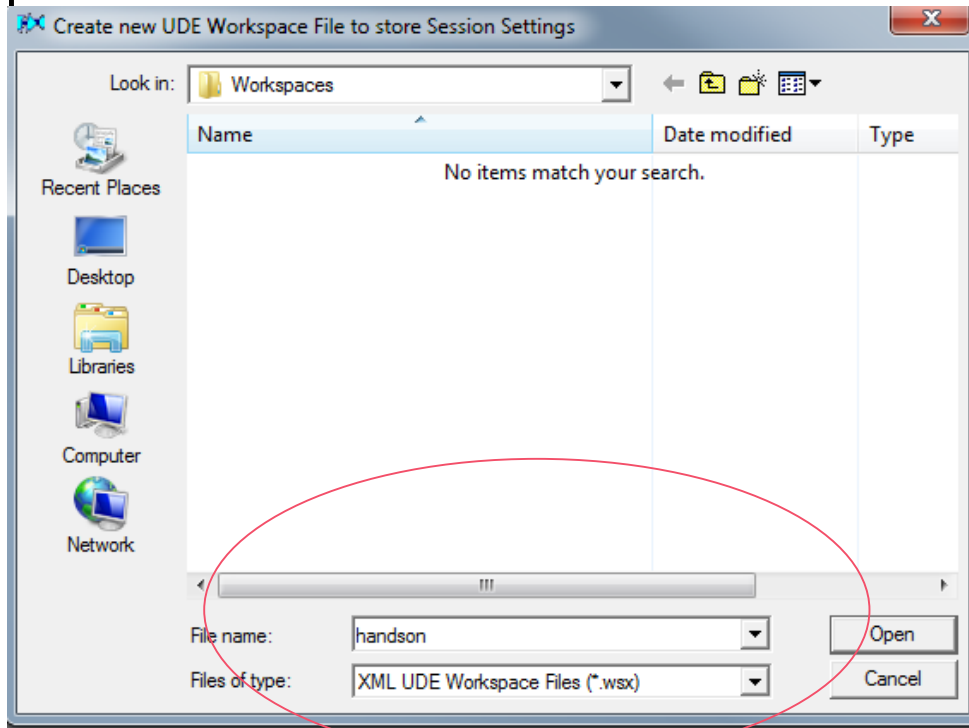 Create new UDE Workspace File to store Session Settings
Look in: Workspaces
Name Date modified Type
No items match your search.
Recent Places
Desktop
Libraries
Computer
Network
File name: handson Open
Files of type: XML UDE Workspace Files (*.wsx) Cancel